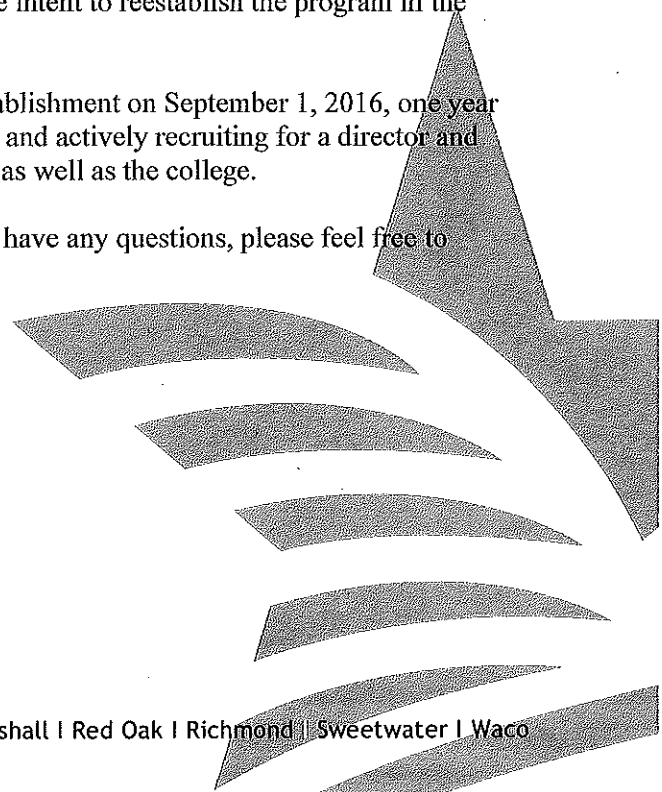 e intent to reestablish the program in the
blishment on September 1, 2016, one year
and actively recruiting for a director and
as well as the college.
have any questions, please feel free to
shall I Red Oak I Richmond | Sweetwater I Waco